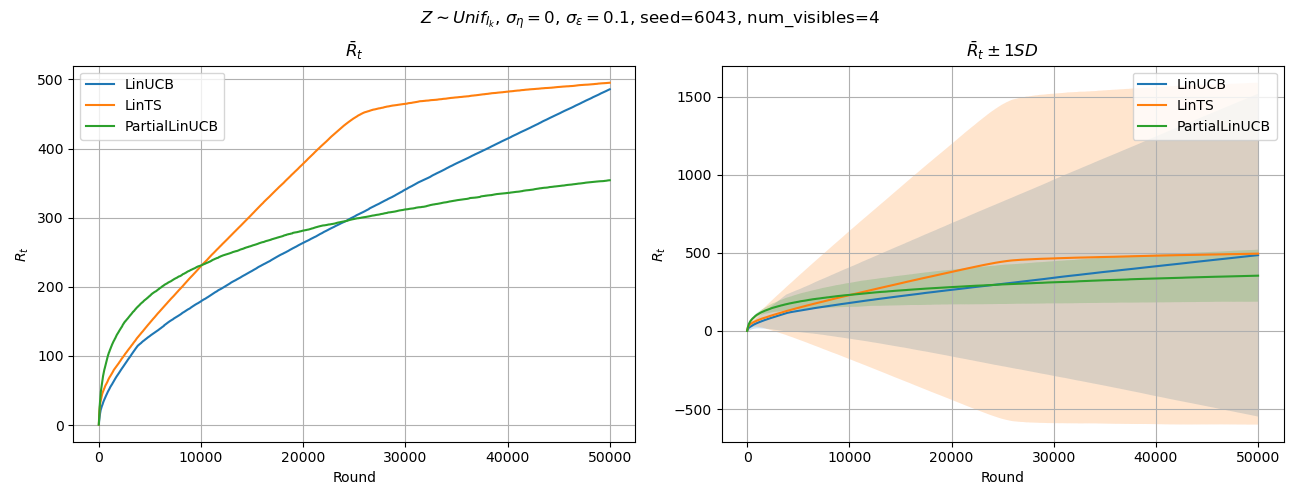 Z ∼ Unif_{I_k}, σ_η = 0, σ_ε = 0.1, seed=6043, num_visibles=4
R̄_t
500
400
300
200
100
0
R_t
LinUCB
LinTS
PartialLinUCB
0 10000 20000 30000 40000 50000
Round
R̄_t ± 1SD
1500
1000
500
0
−500
R_t
LinUCB
LinTS
PartialLinUCB
0 10000 20000 30000 40000 50000
Round